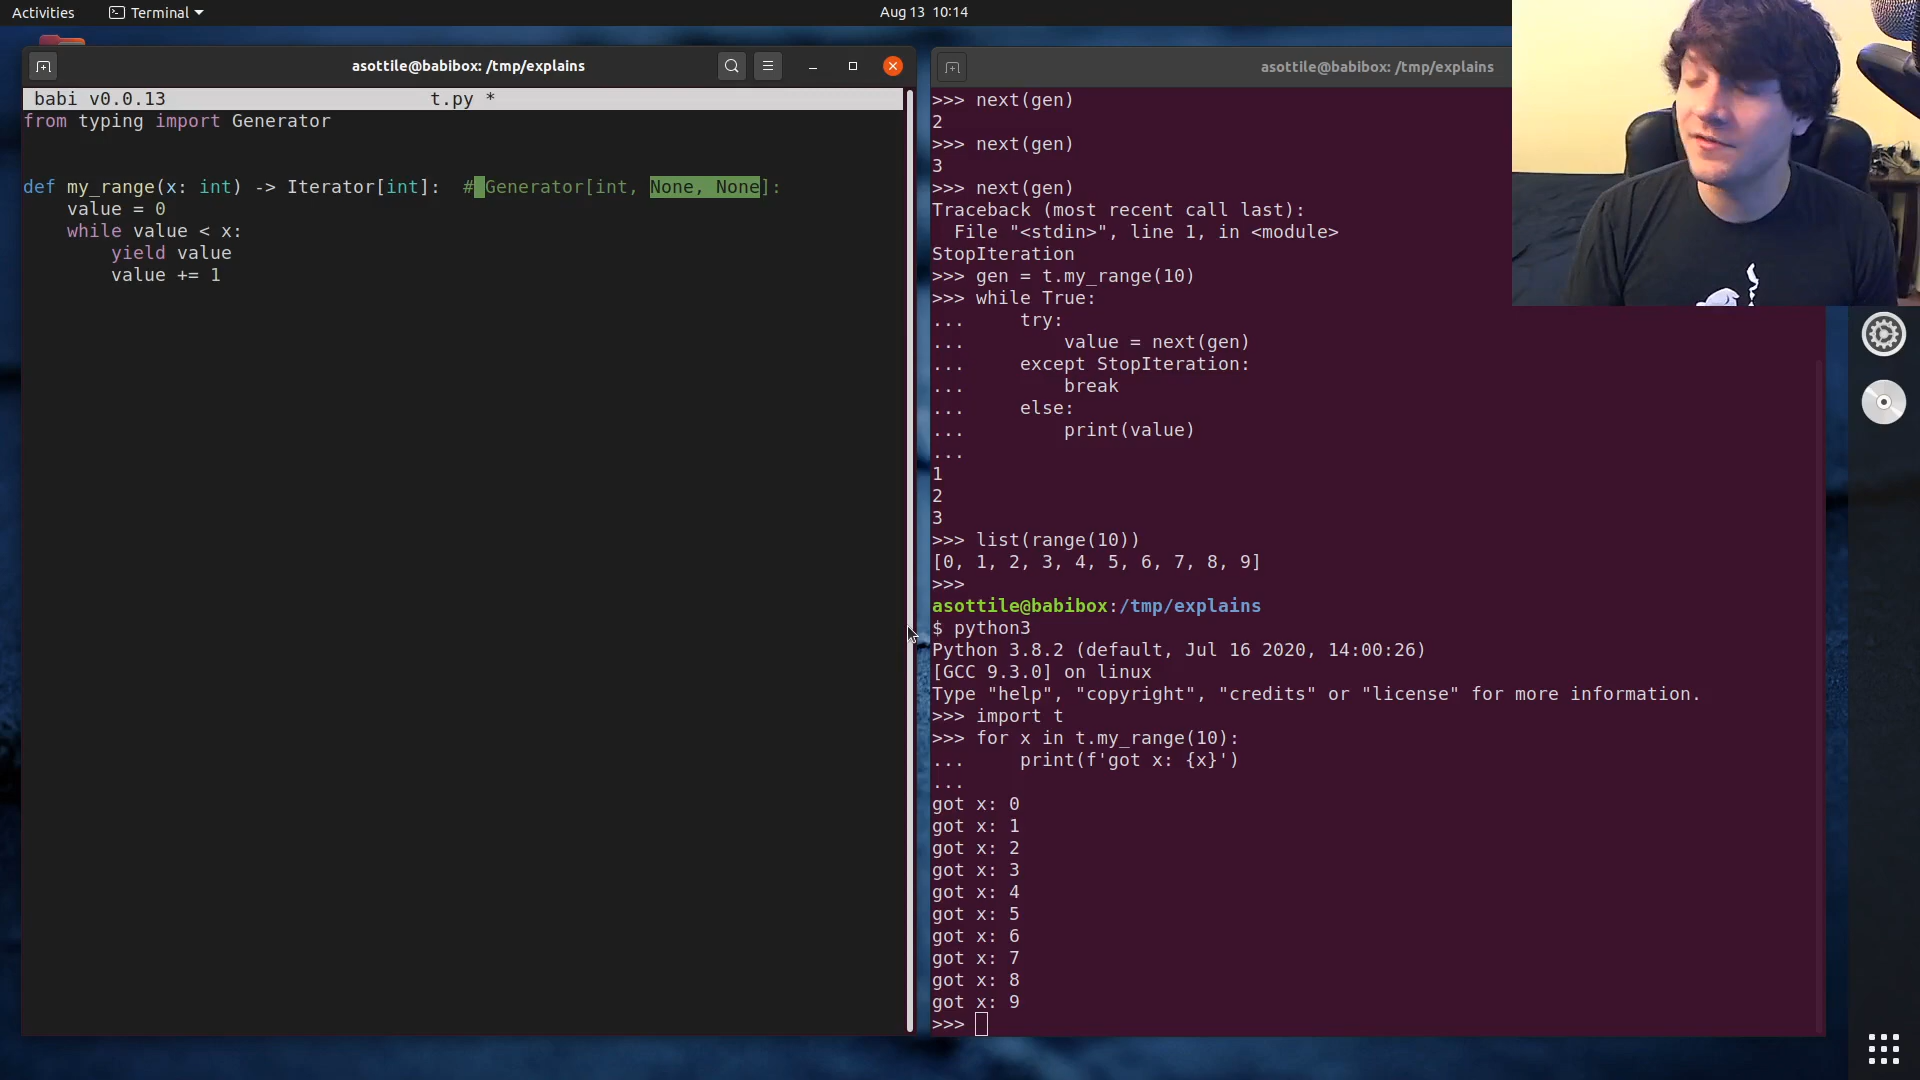 Activities
Terminal
Aug 13 10:14
asottile@babibox: /tmp/explains
babi v0.0.13 t.py *
from typing import Generator
def my_range(x: int) -> Iterator[int]:  # Generator[int, None, None]:
    value = 0
    while value < x:
        yield value
        value += 1
asottile@babibox: /tmp/explains
>>> next(gen)
2
>>> next(gen)
3
>>> next(gen)
Traceback (most recent call last):
  File "<stdin>", line 1, in <module>
StopIteration
>>> gen = t.my_range(10)
>>> while True:
...     try:
...         value = next(gen)
...     except StopIteration:
...         break
...     else:
...         print(value)
...
1
2
3
>>> list(range(10))
[0, 1, 2, 3, 4, 5, 6, 7, 8, 9]
>>>
asottile@babibox:/tmp/explains
$ python3
Python 3.8.2 (default, Jul 16 2020, 14:00:26)
[GCC 9.3.0] on linux
Type "help", "copyright", "credits" or "license" for more information.
>>> import t
>>> for x in t.my_range(10):
...     print(f'got x: {x}')
...
got x: 0
got x: 1
got x: 2
got x: 3
got x: 4
got x: 5
got x: 6
got x: 7
got x: 8
got x: 9
>>>